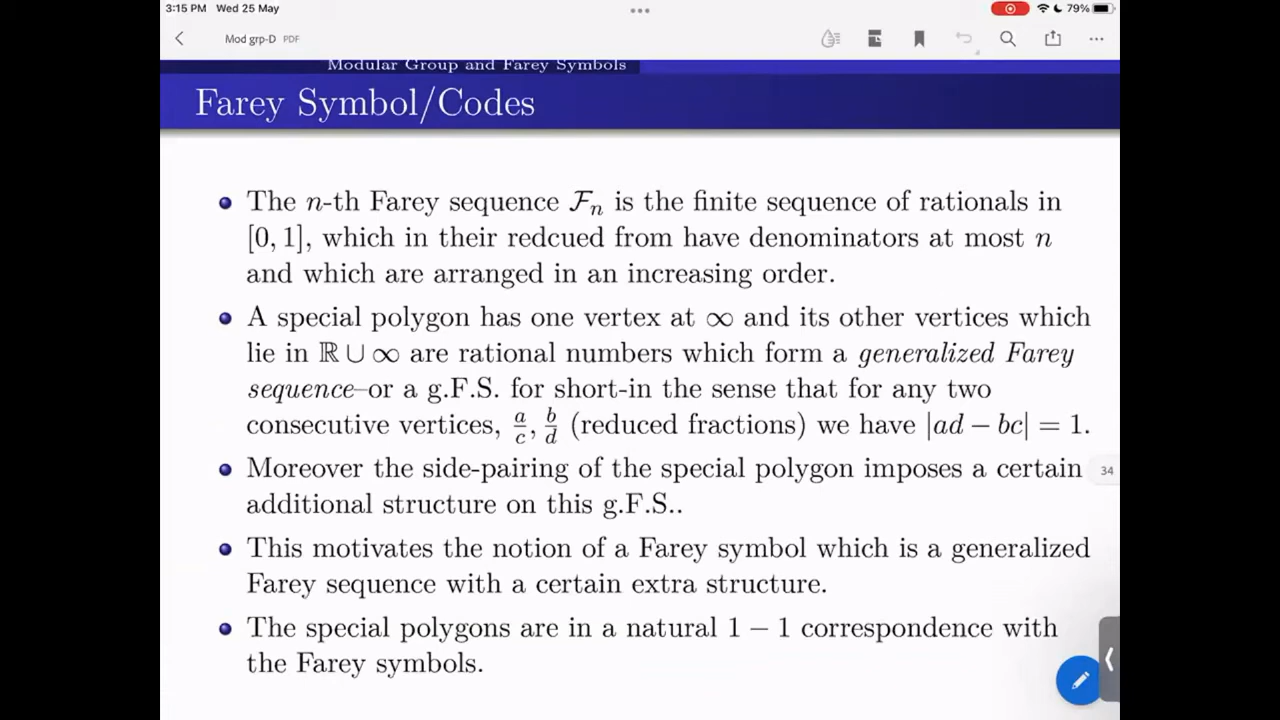 3:15 PM Wed 25 May
79%
Mod grp-D PDF
Modular Group and Farey Symbols
Farey Symbol/Codes
The n-th Farey sequence 𝓕ₙ is the finite sequence of rationals in
[0, 1], which in their redcued from have denominators at most n
and which are arranged in an increasing order.
A special polygon has one vertex at ∞ and its other vertices which
lie in ℝ ∪ ∞ are rational numbers which form a generalized Farey
sequence–or a g.F.S. for short-in the sense that for any two
consecutive vertices, a/c, b/d (reduced fractions) we have |ad − bc| = 1.
Moreover the side-pairing of the special polygon imposes a certain
34
additional structure on this g.F.S..
This motivates the notion of a Farey symbol which is a generalized
Farey sequence with a certain extra structure.
The special polygons are in a natural 1 − 1 correspondence with
the Farey symbols.